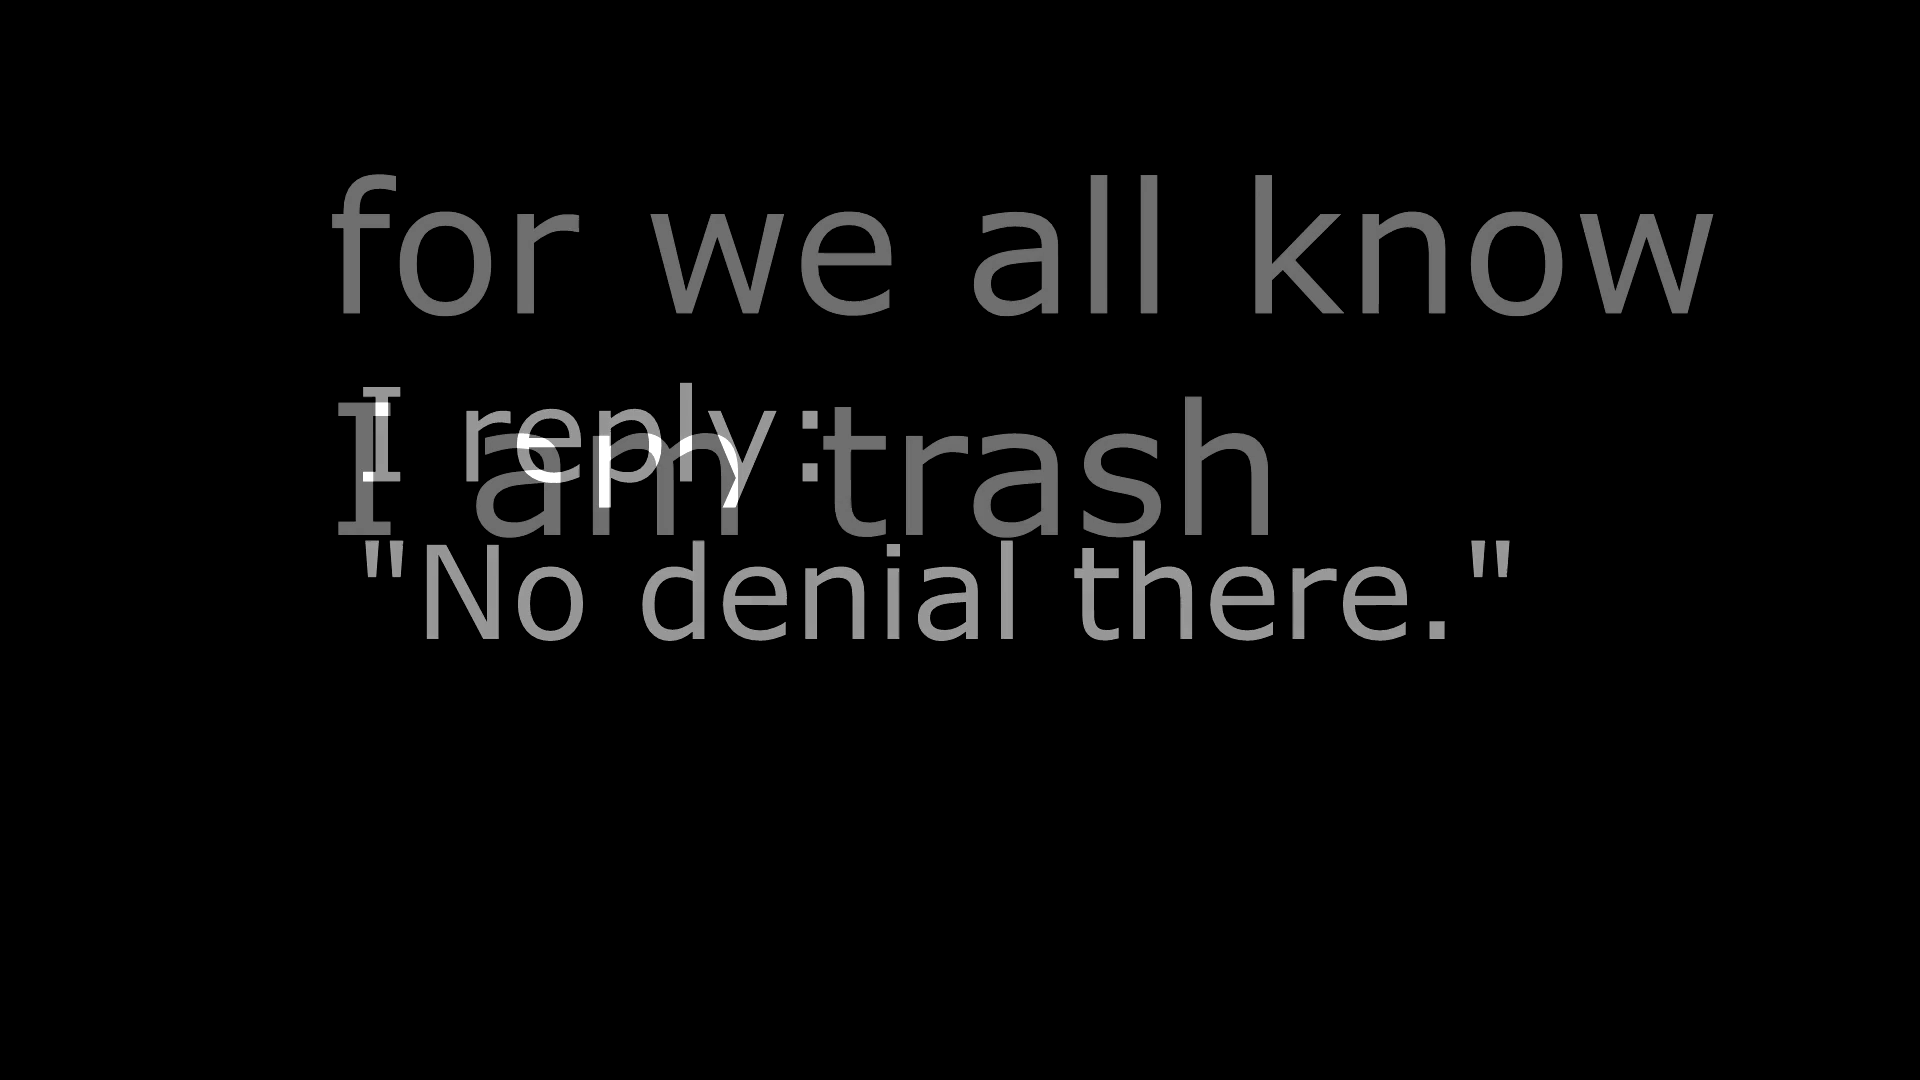 for we all know
I am trash
I reply:
"No denial there."